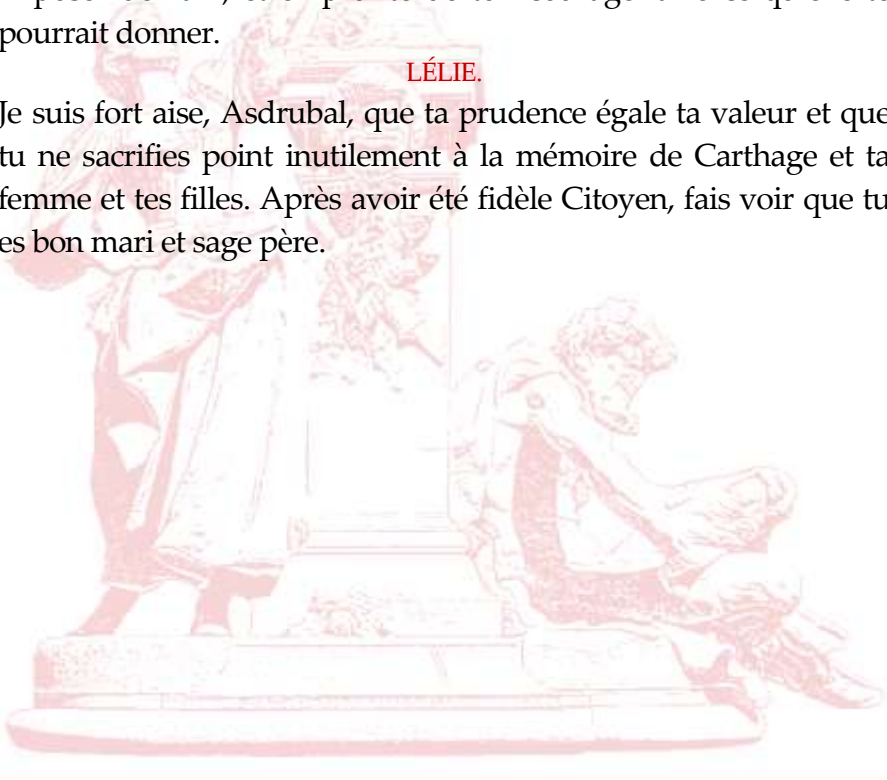 pourrait donner.
LÉLIE.
Je suis fort aise, Asdrubal, que ta prudence égale ta valeur et que
tu ne sacrifies point inutilement à la mémoire de Carthage et ta
femme et tes filles. Après avoir été fidèle Citoyen, fais voir que tu
es bon mari et sage père.